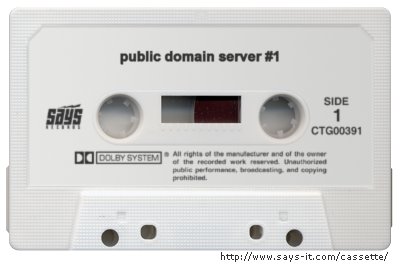 public domain server #1
SIDE
1
says
RECORDS
CTG00391
DOLBY SYSTEM ® All rights of the manufacturer and of the owner
of the recorded work reserved. Unauthorized
public performance, broadcasting, and copying
prohibited.
http://www.says-it.com/cassette/